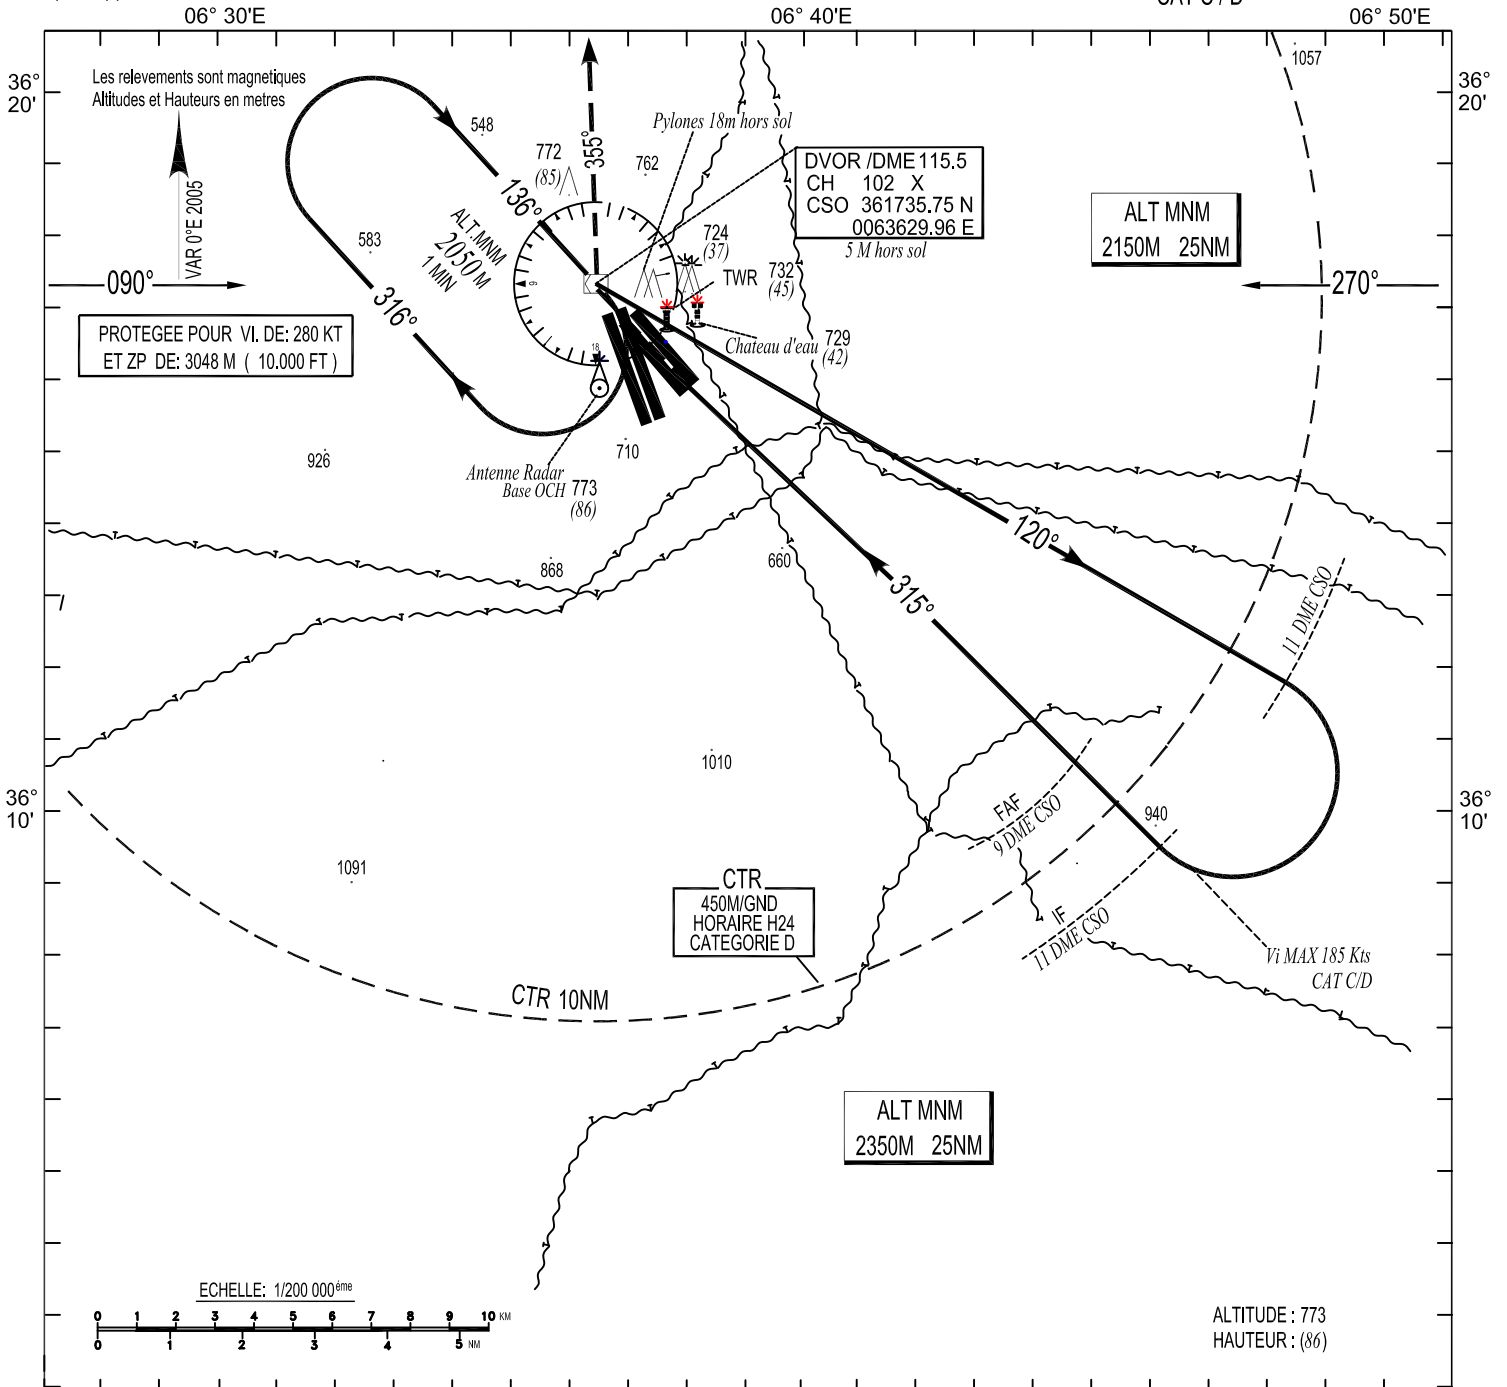 CAT C / D
06° 30'E
06° 40'E
06° 50'E
36°
20'
36°
20'
Les relevements sont magnetiques
Altitudes et Hauteurs en metres
VAR 0°E 2005
1057
548
772
(85)
355°
762
Pylones 18m hors sol
DVOR /DME 115.5
CH 102 X
CSO 361735.75 N
0063629.96 E
5 M hors sol
ALT MNM
2150M 25NM
136°
ALT.MNM
2050 M
1 MIN
583
724
(37)
TWR
732
(45)
090°
270°
316°
9
18
PROTEGEE POUR VI. DE: 280 KT
ET ZP DE: 3048 M ( 10.000 FT )
Chateau d'eau
729
(42)
926
710
Antenne Radar
Base OCH
773
(86)
120°
868
660
315°
11 DME CSO
1010
36°
10'
36°
10'
FAF
9 DME CSO
940
1091
CTR
450M/GND
HORAIRE H24
CATEGORIE D
IF
11 DME CSO
Vi MAX 185 Kts
CAT C/D
CTR 10NM
ALT MNM
2350M 25NM
ECHELLE: 1/200 000éme
0 1 2 3 4 5 6 7 8 9 10 KM
0 1 2 3 4 5 NM
ALTITUDE : 773
HAUTEUR : (86)